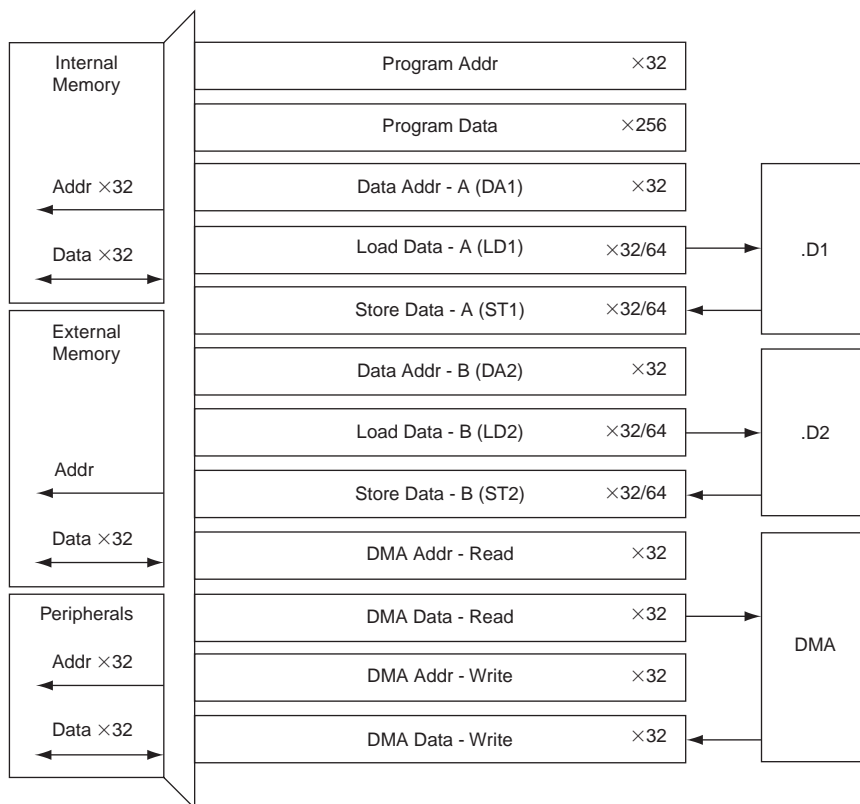 Internal
Memory
Addr ×32
Data ×32
External
Memory
Addr
Data ×32
Peripherals
Addr ×32
Data ×32
Program Addr ×32
Program Data ×256
Data Addr - A (DA1) ×32
Load Data - A (LD1) ×32/64
Store Data - A (ST1) ×32/64
Data Addr - B (DA2) ×32
Load Data - B (LD2) ×32/64
Store Data - B (ST2) ×32/64
DMA Addr - Read ×32
DMA Data - Read ×32
DMA Addr - Write ×32
DMA Data - Write ×32
.D1
.D2
DMA